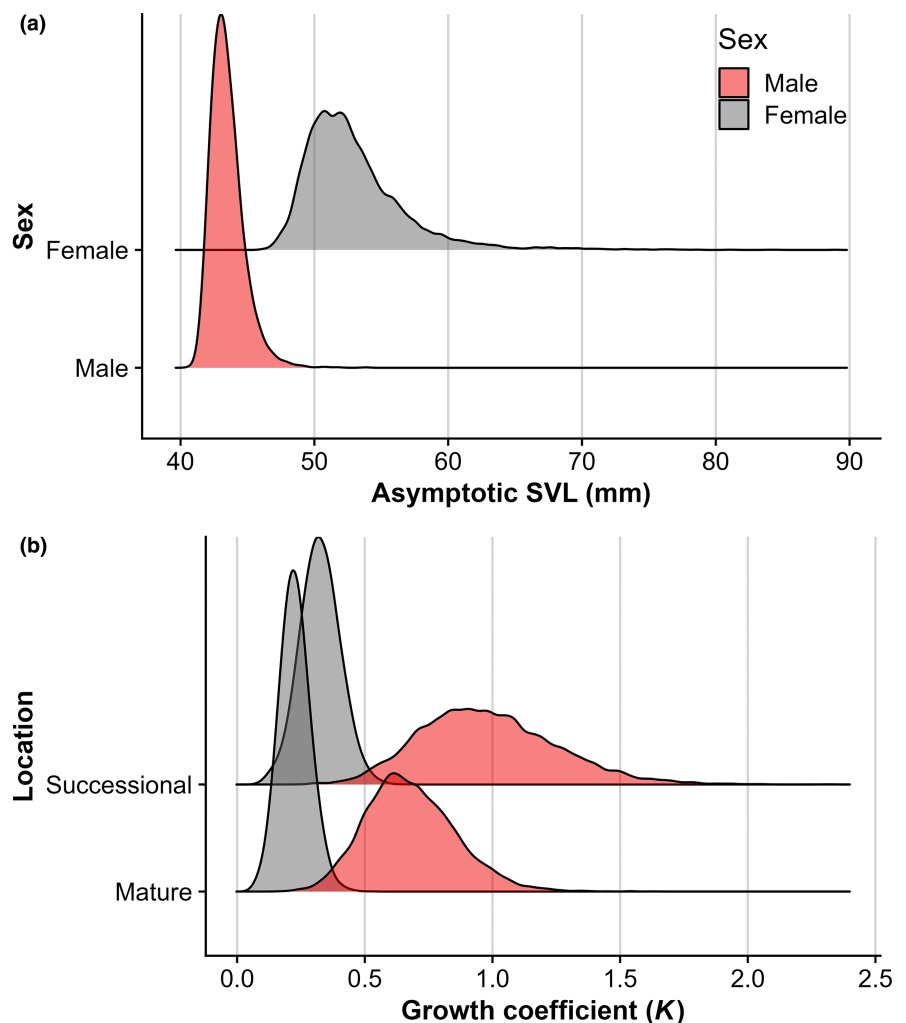 (a)
Sex
Male
Female
Sex
Female
Male
40 50 60 70 80 90
Asymptotic SVL (mm)
(b)
Location
Successional
Mature
0.0 0.5 1.0 1.5 2.0 2.5
Growth coefficient (K)